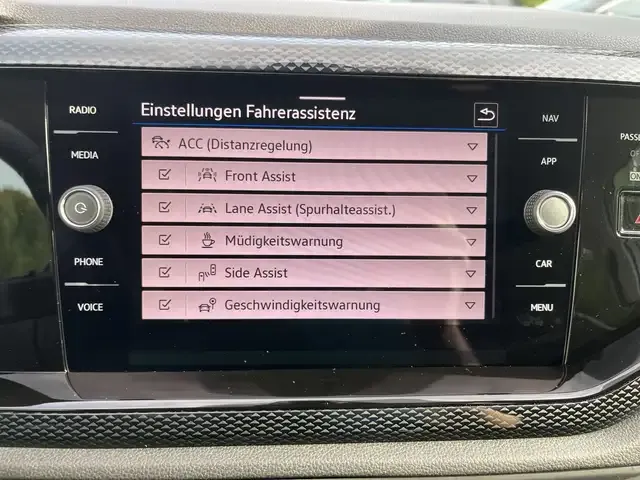 RADIO
MEDIA
PHONE
VOICE
Einstellungen Fahrerassistenz
ACC (Distanzregelung)
Front Assist
Lane Assist (Spurhalteassist.)
Müdigkeitswarnung
Side Assist
Geschwindigkeitswarnung
NAV
APP
CAR
MENU
ON